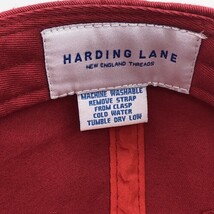 HARDING LANE
NEW ENGLAND THREADS
MACHINE WASHABLE
REMOVE STRAP
FROM CLASP
COLD WATER
TUMBLE DRY LOW